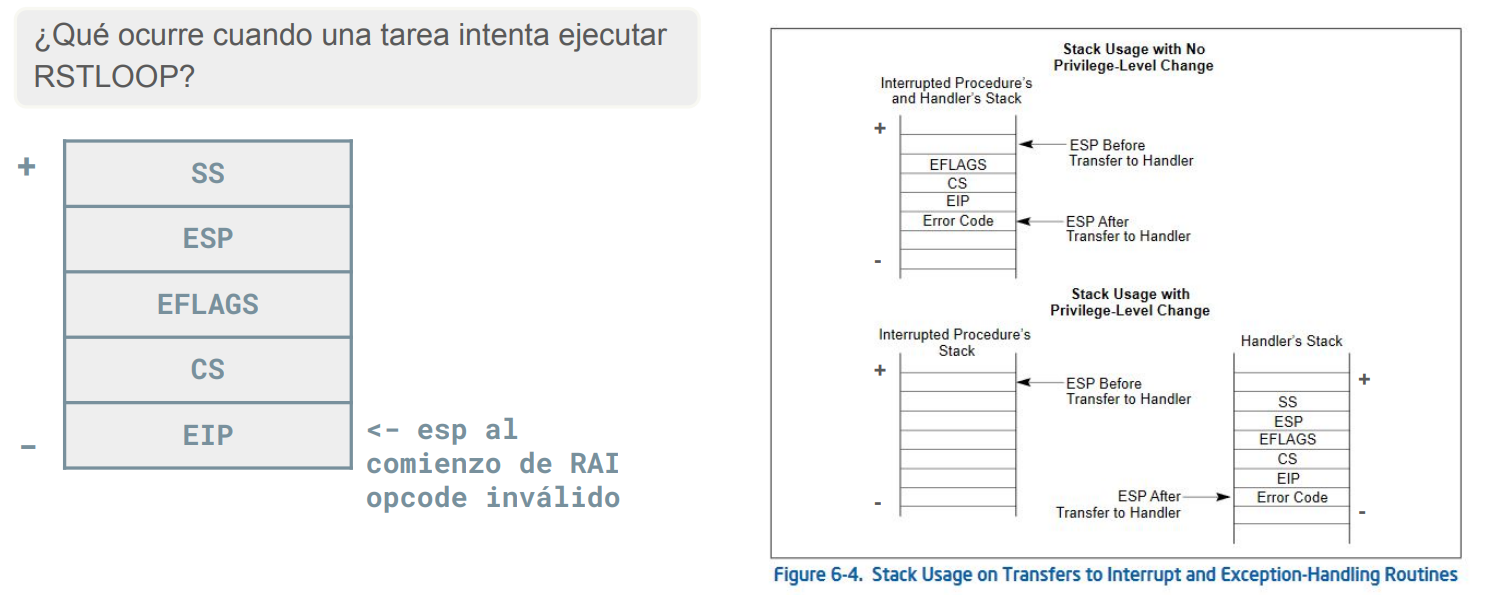 ¿Qué ocurre cuando una tarea intenta ejecutar
RSTLOOP?
+
SS
ESP
EFLAGS
CS
EIP
–
<- esp al
comienzo de RAI
opcode inválido
Stack Usage with No
Privilege-Level Change
Interrupted Procedure's
and Handler's Stack
+
ESP Before
Transfer to Handler
EFLAGS
CS
EIP
Error Code
ESP After
Transfer to Handler
-
Stack Usage with
Privilege-Level Change
Interrupted Procedure's
Stack
+
ESP Before
Transfer to Handler
-
Handler's Stack
+
SS
ESP
EFLAGS
CS
EIP
Error Code
ESP After
Transfer to Handler
-
Figure 6-4. Stack Usage on Transfers to Interrupt and Exception-Handling Routines